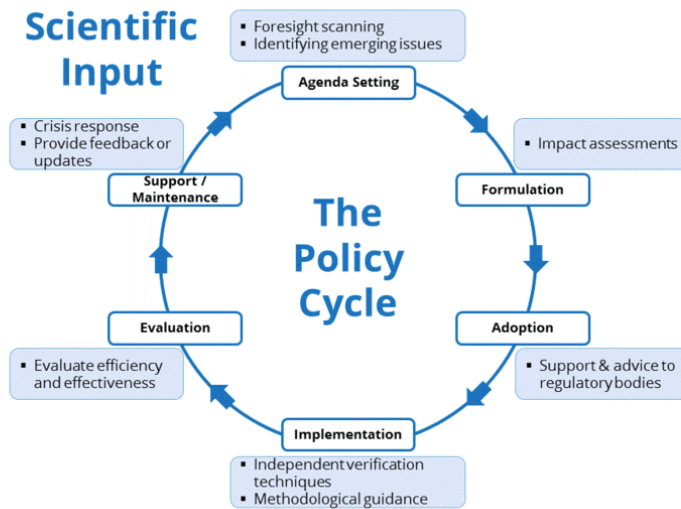 Scientific
Input
▪ Foresight scanning
▪ Identifying emerging issues
Agenda Setting
▪ Impact assessments
Formulation
Adoption
▪ Support & advice to
regulatory bodies
Implementation
▪ Independent verification
techniques
▪ Methodological guidance
Evaluation
▪ Evaluate efficiency
and effectiveness
▪ Crisis response
▪ Provide feedback or
updates
Support /
Maintenance
The
Policy
Cycle